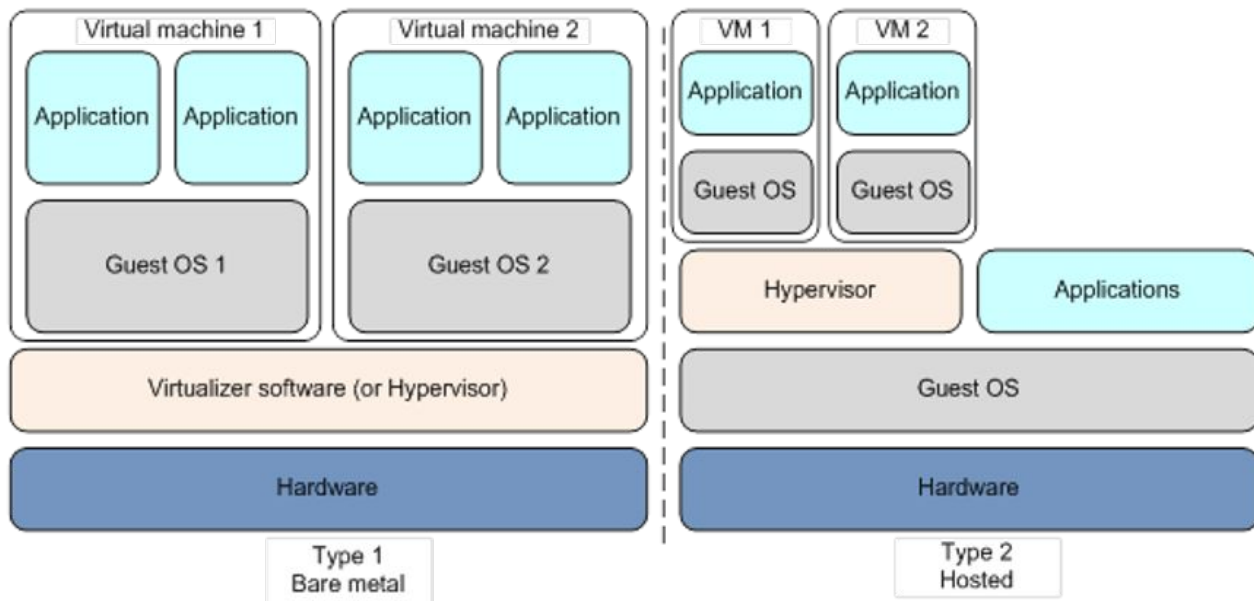 Virtual machine 1
Virtual machine 2
Application
Application
Application
Application
Guest OS 1
Guest OS 2
Virtualizer software (or Hypervisor)
Hardware
Type 1
Bare metal
VM 1
VM 2
Application
Application
Guest OS
Guest OS
Hypervisor
Applications
Guest OS
Hardware
Type 2
Hosted